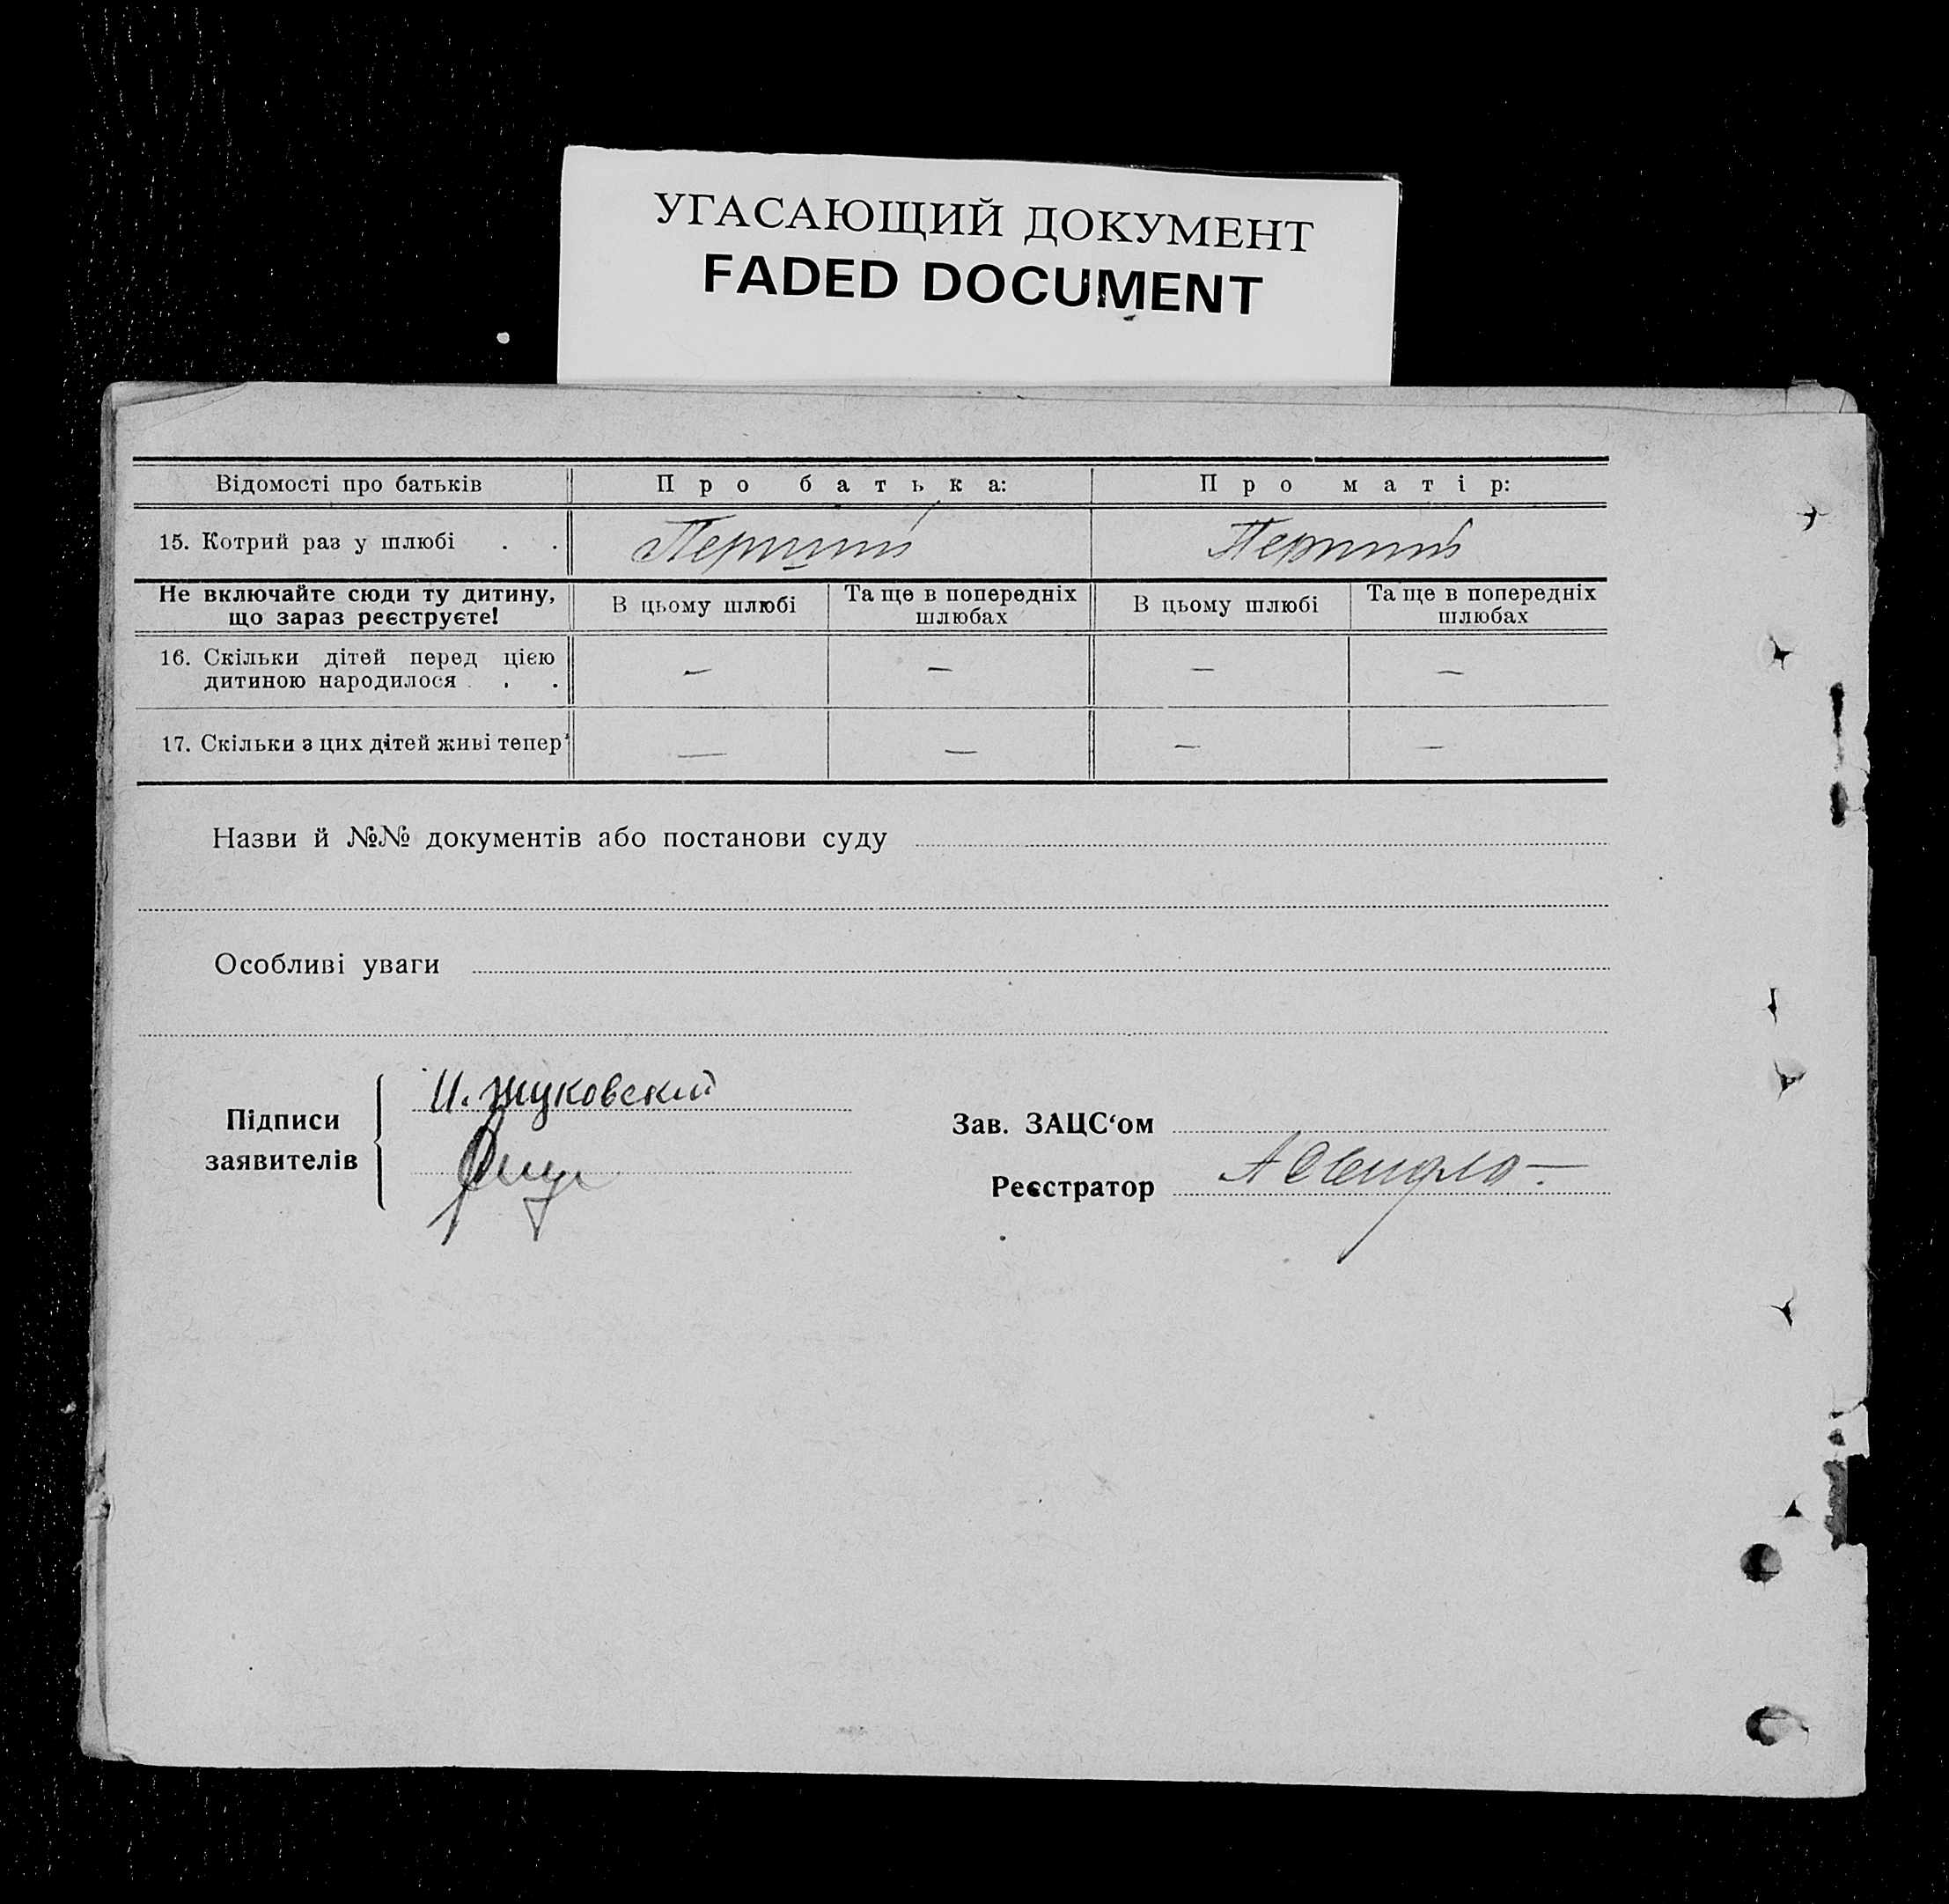 УГАСАЮЩИЙ ДОКУМЕНТ
FADED DOCUMENT
Відомості про батьків
Про батька:
Про матір:
15. Котрий раз у шлюбі . .
Перший
Перший
Не включайте сюди ту дитину,
що зараз реєструєте!
В цьому шлюбі
Та ще в попередніх
шлюбах
В цьому шлюбі
Та ще в попередніх
шлюбах
16. Скільки дітей перед цією
дитиною народилося . . .
—
—
—
—
17. Скільки з цих дітей живі тепер
—
—
—
—
Назви й №№ документів або постанови суду
Особливі уваги
Підписи
заявителів
И. Жуковский
Зав. ЗАЦС‘ом
Реєстратор